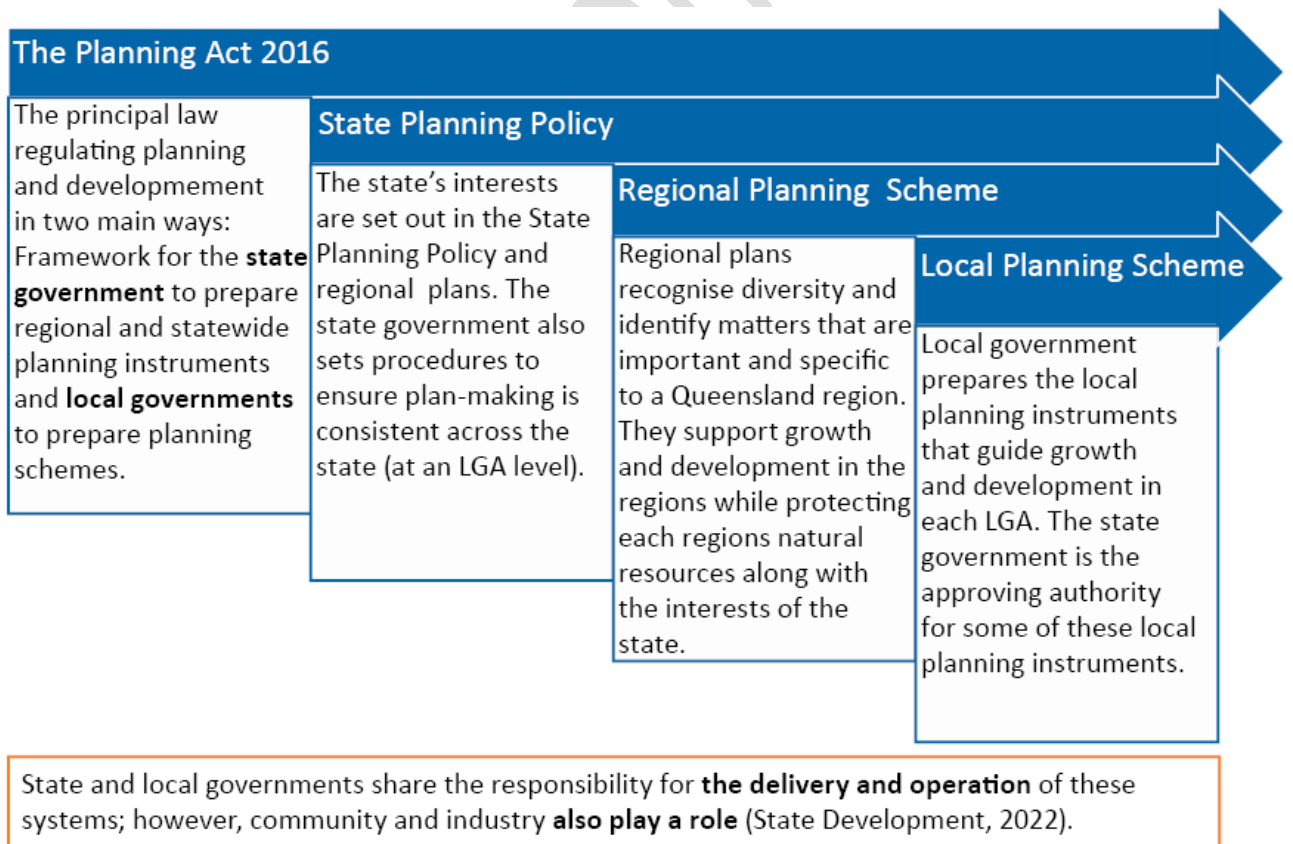 The Planning Act 2016
The principal law
regulating planning
and developmement
in two main ways:
Framework for the state
government to prepare
regional and statewide
planning instruments
and local governments
to prepare planning
schemes.
State Planning Policy
The state's interests
are set out in the State
Planning Policy and
regional plans. The
state government also
sets procedures to
ensure plan-making is
consistent across the
state (at an LGA level).
Regional Planning Scheme
Regional plans
recognise diversity and
identify matters that are
important and specific
to a Queensland region.
They support growth
and development in the
regions while protecting
each regions natural
resources along with
the interests of the
state.
Local Planning Scheme
Local government
prepares the local
planning instruments
that guide growth
and development in
each LGA. The state
government is the
approving authority
for some of these local
planning instruments.
State and local governments share the responsibility for the delivery and operation of these
systems; however, community and industry also play a role (State Development, 2022).